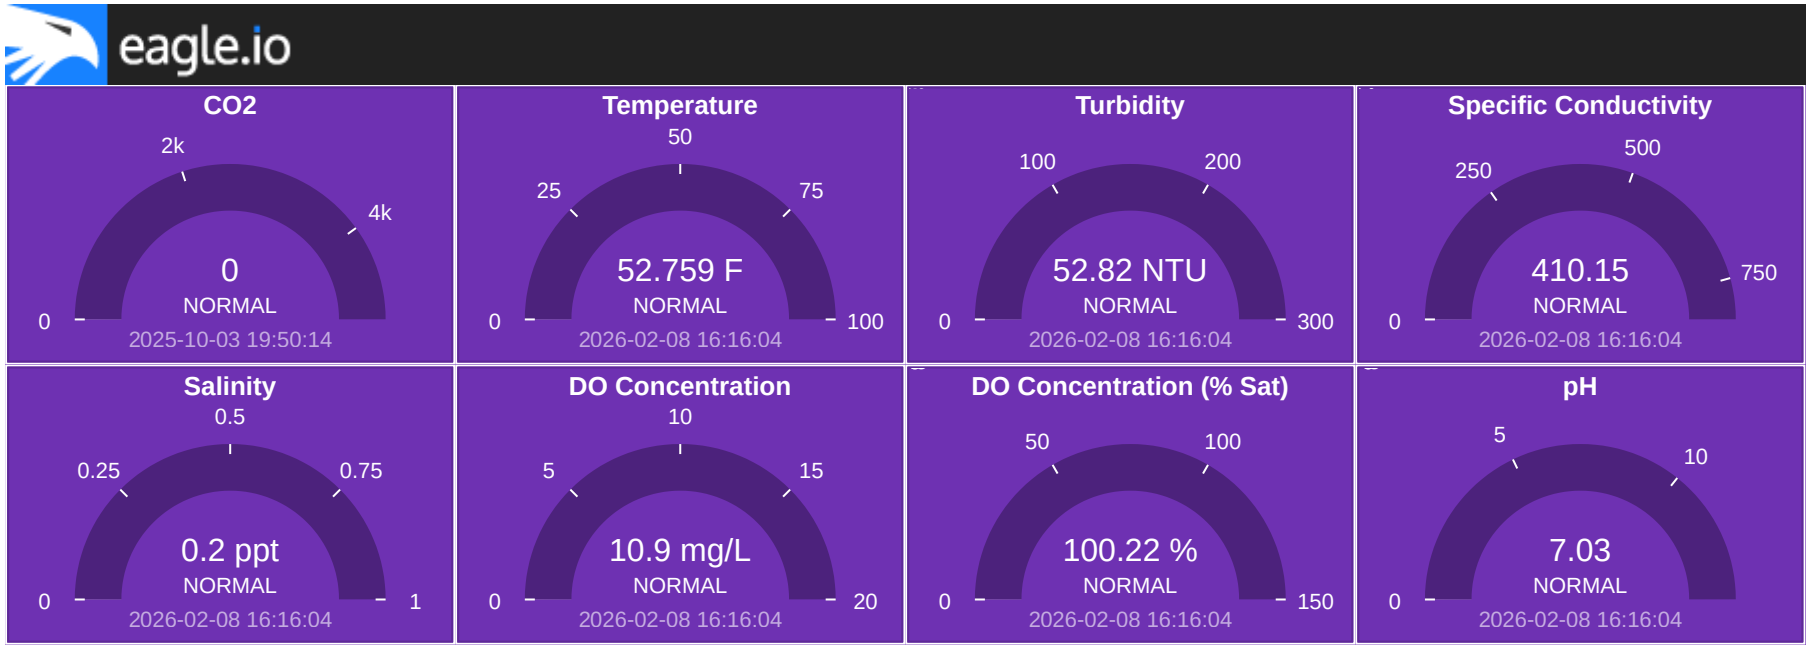 eagle.io
CO2
2k
4k
0
0
NORMAL
2025-10-03 19:50:14
Temperature
50
25
75
52.759 F
NORMAL
0
100
2026-02-08 16:16:04
Turbidity
100
200
52.82 NTU
NORMAL
0
300
2026-02-08 16:16:04
Specific Conductivity
500
250
750
410.15
NORMAL
0
2026-02-08 16:16:04
Salinity
0.5
0.25
0.75
0.2 ppt
NORMAL
0
1
2026-02-08 16:16:04
DO Concentration
10
5
15
10.9 mg/L
NORMAL
0
20
2026-02-08 16:16:04
DO Concentration (% Sat)
50
100
100.22 %
NORMAL
0
150
2026-02-08 16:16:04
pH
5
10
7.03
NORMAL
0
2026-02-08 16:16:04